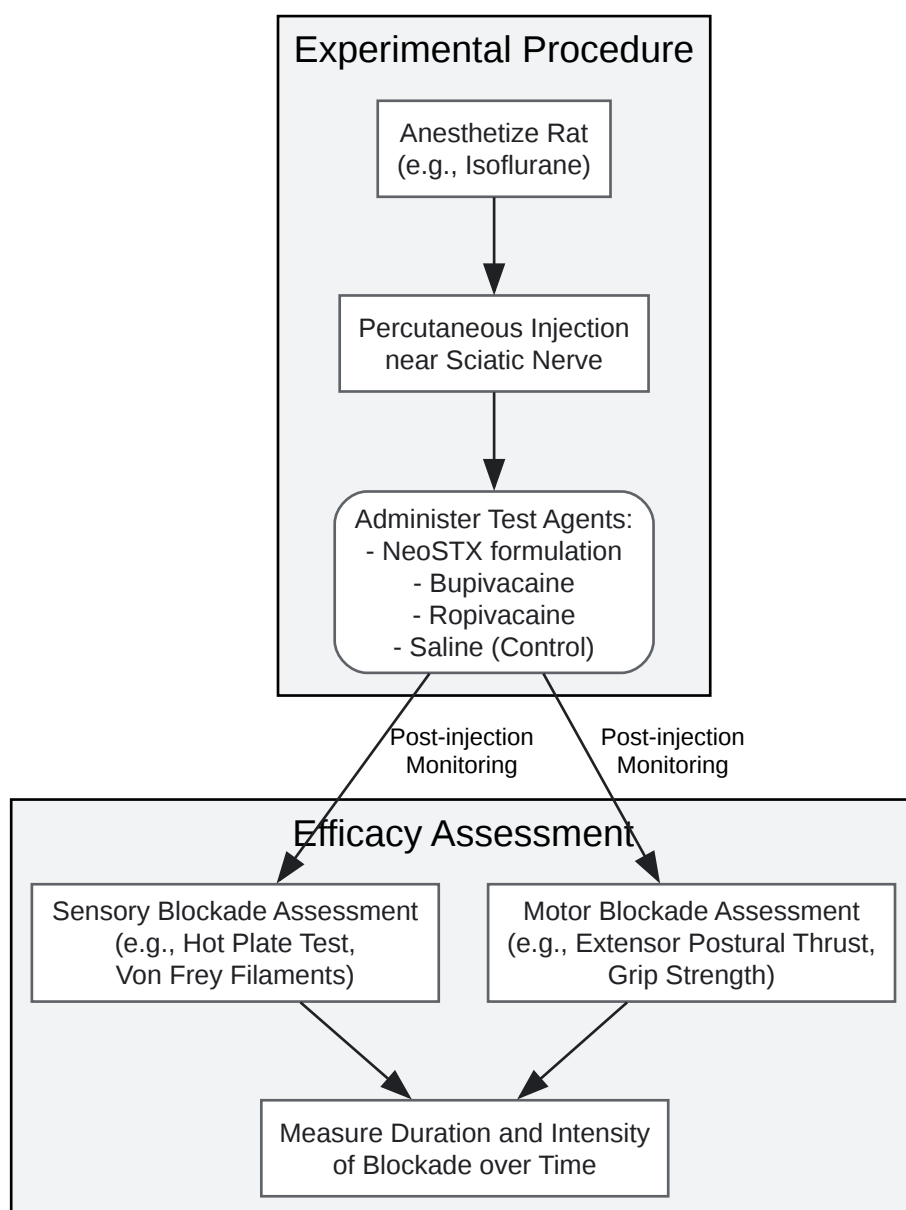 Experimental Procedure
Anesthetize Rat
(e.g., Isoflurane)
Percutaneous Injection
near Sciatic Nerve
Administer Test Agents:
- NeoSTX formulation
- Bupivacaine
- Ropivacaine
- Saline (Control)
Post-injection
Monitoring
Post-injection
Monitoring
Efficacy Assessment
Sensory Blockade Assessment
(e.g., Hot Plate Test,
Von Frey Filaments)
Motor Blockade Assessment
(e.g., Extensor Postural Thrust,
Grip Strength)
Measure Duration and Intensity
of Blockade over Time